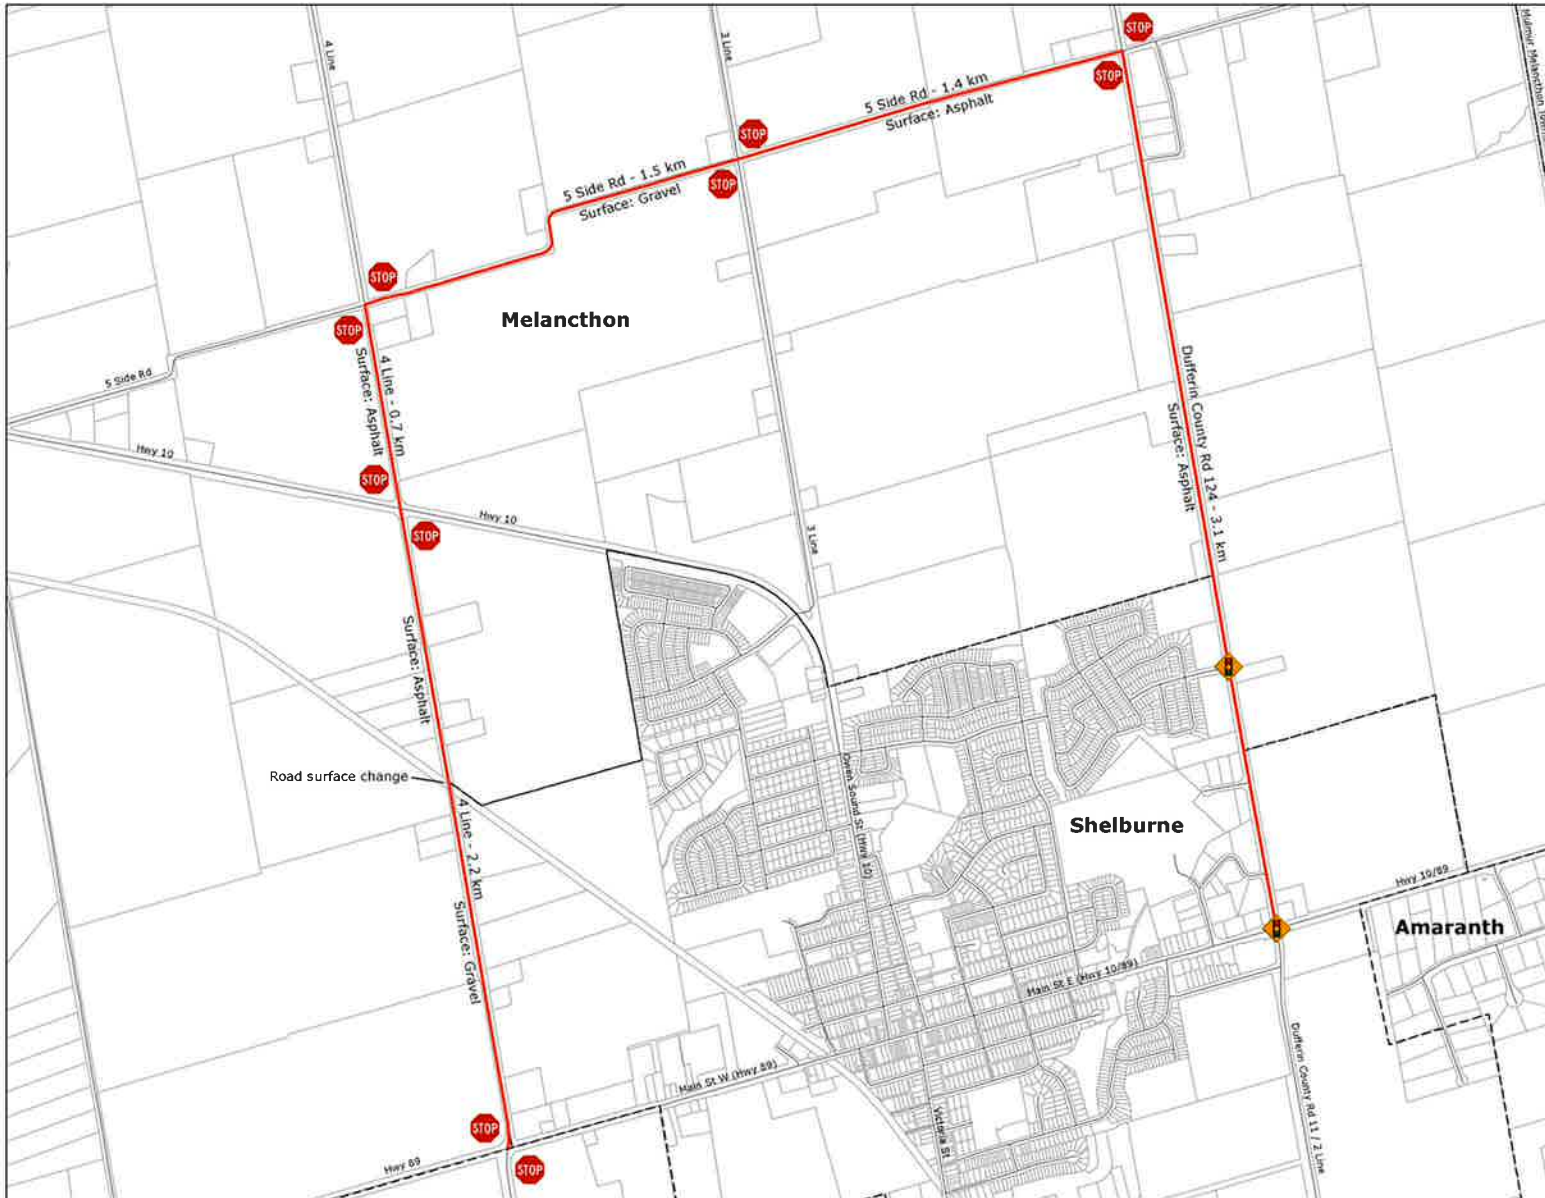 STOP
4 Line
3 Line
Mulmur Melancthon Townline
5 Side Rd - 1.4 km
Surface: Asphalt
STOP
STOP
STOP
5 Side Rd - 1.5 km
Surface: Gravel
STOP
STOP
Melancthon
STOP
5 Side Rd
4 Line - 0.7 km
Surface: Asphalt
Dufferin County Rd 124 - 3.1 km
Surface: Asphalt
Hwy 10
STOP
Hwy 10
STOP
3 Line
Surface: Asphalt
Road surface change
Owen Sound St (Hwy 10)
4 Line - 2.2 km
Surface: Gravel
Shelburne
Hwy 10/89
Amaranth
Main St E (Hwy 10/89)
Main St W (Hwy 89)
Dufferin County Rd 11 / 2 Line
Victoria St
STOP
Hwy 89
STOP